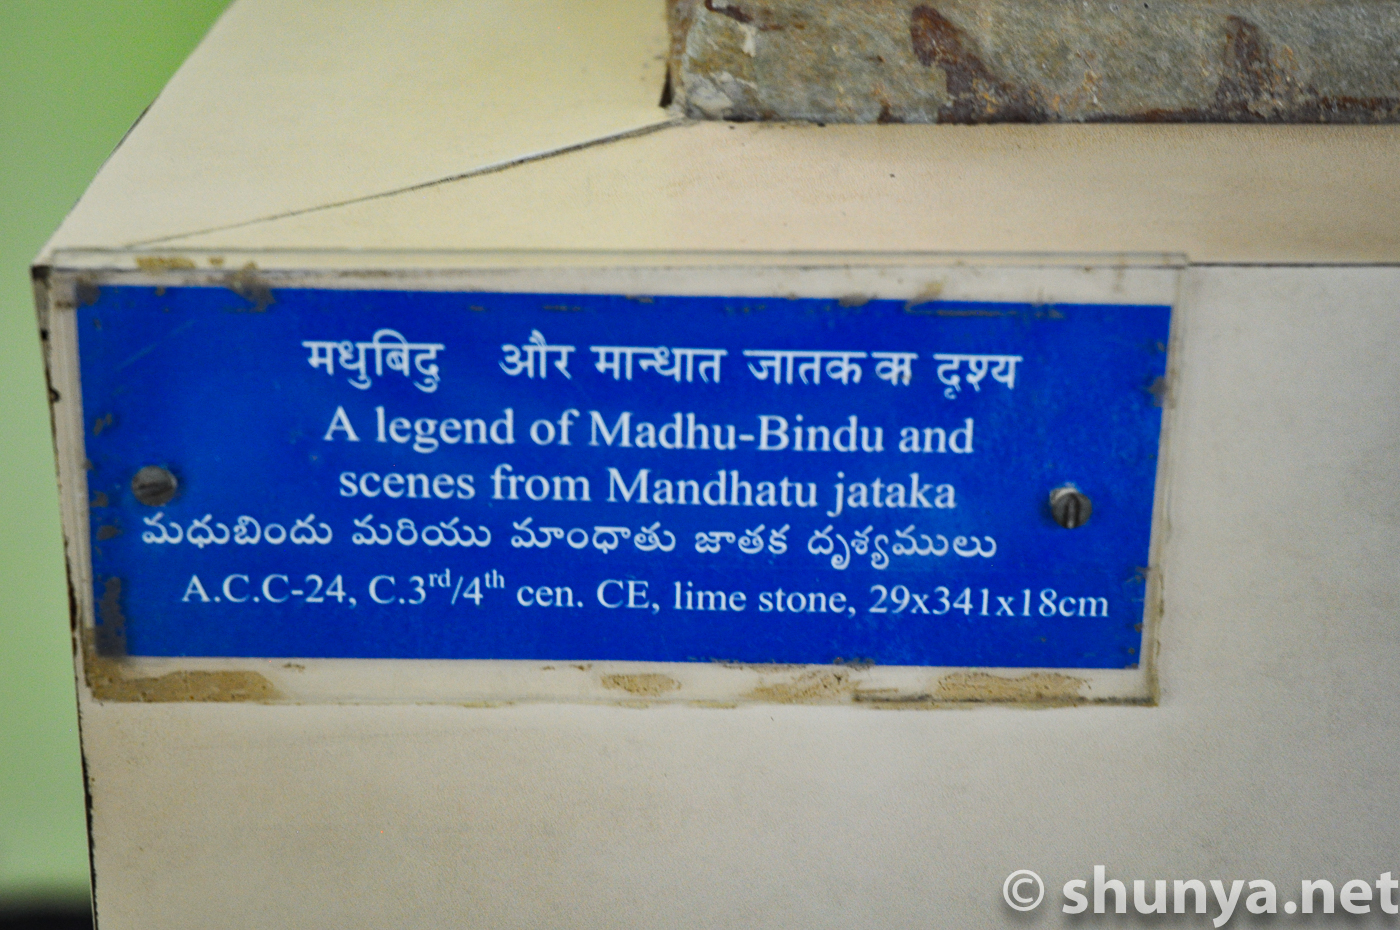 मधुबिदु और मान्धात जातक का दृश्य
A legend of Madhu-Bindu and
scenes from Mandhatu jataka
మధుబిందు మరియు మాంధాతు జాతక దృశ్యములు
A.C.C-24, C.3rd/4th cen. CE, lime stone, 29x341x18cm
© shunya.net